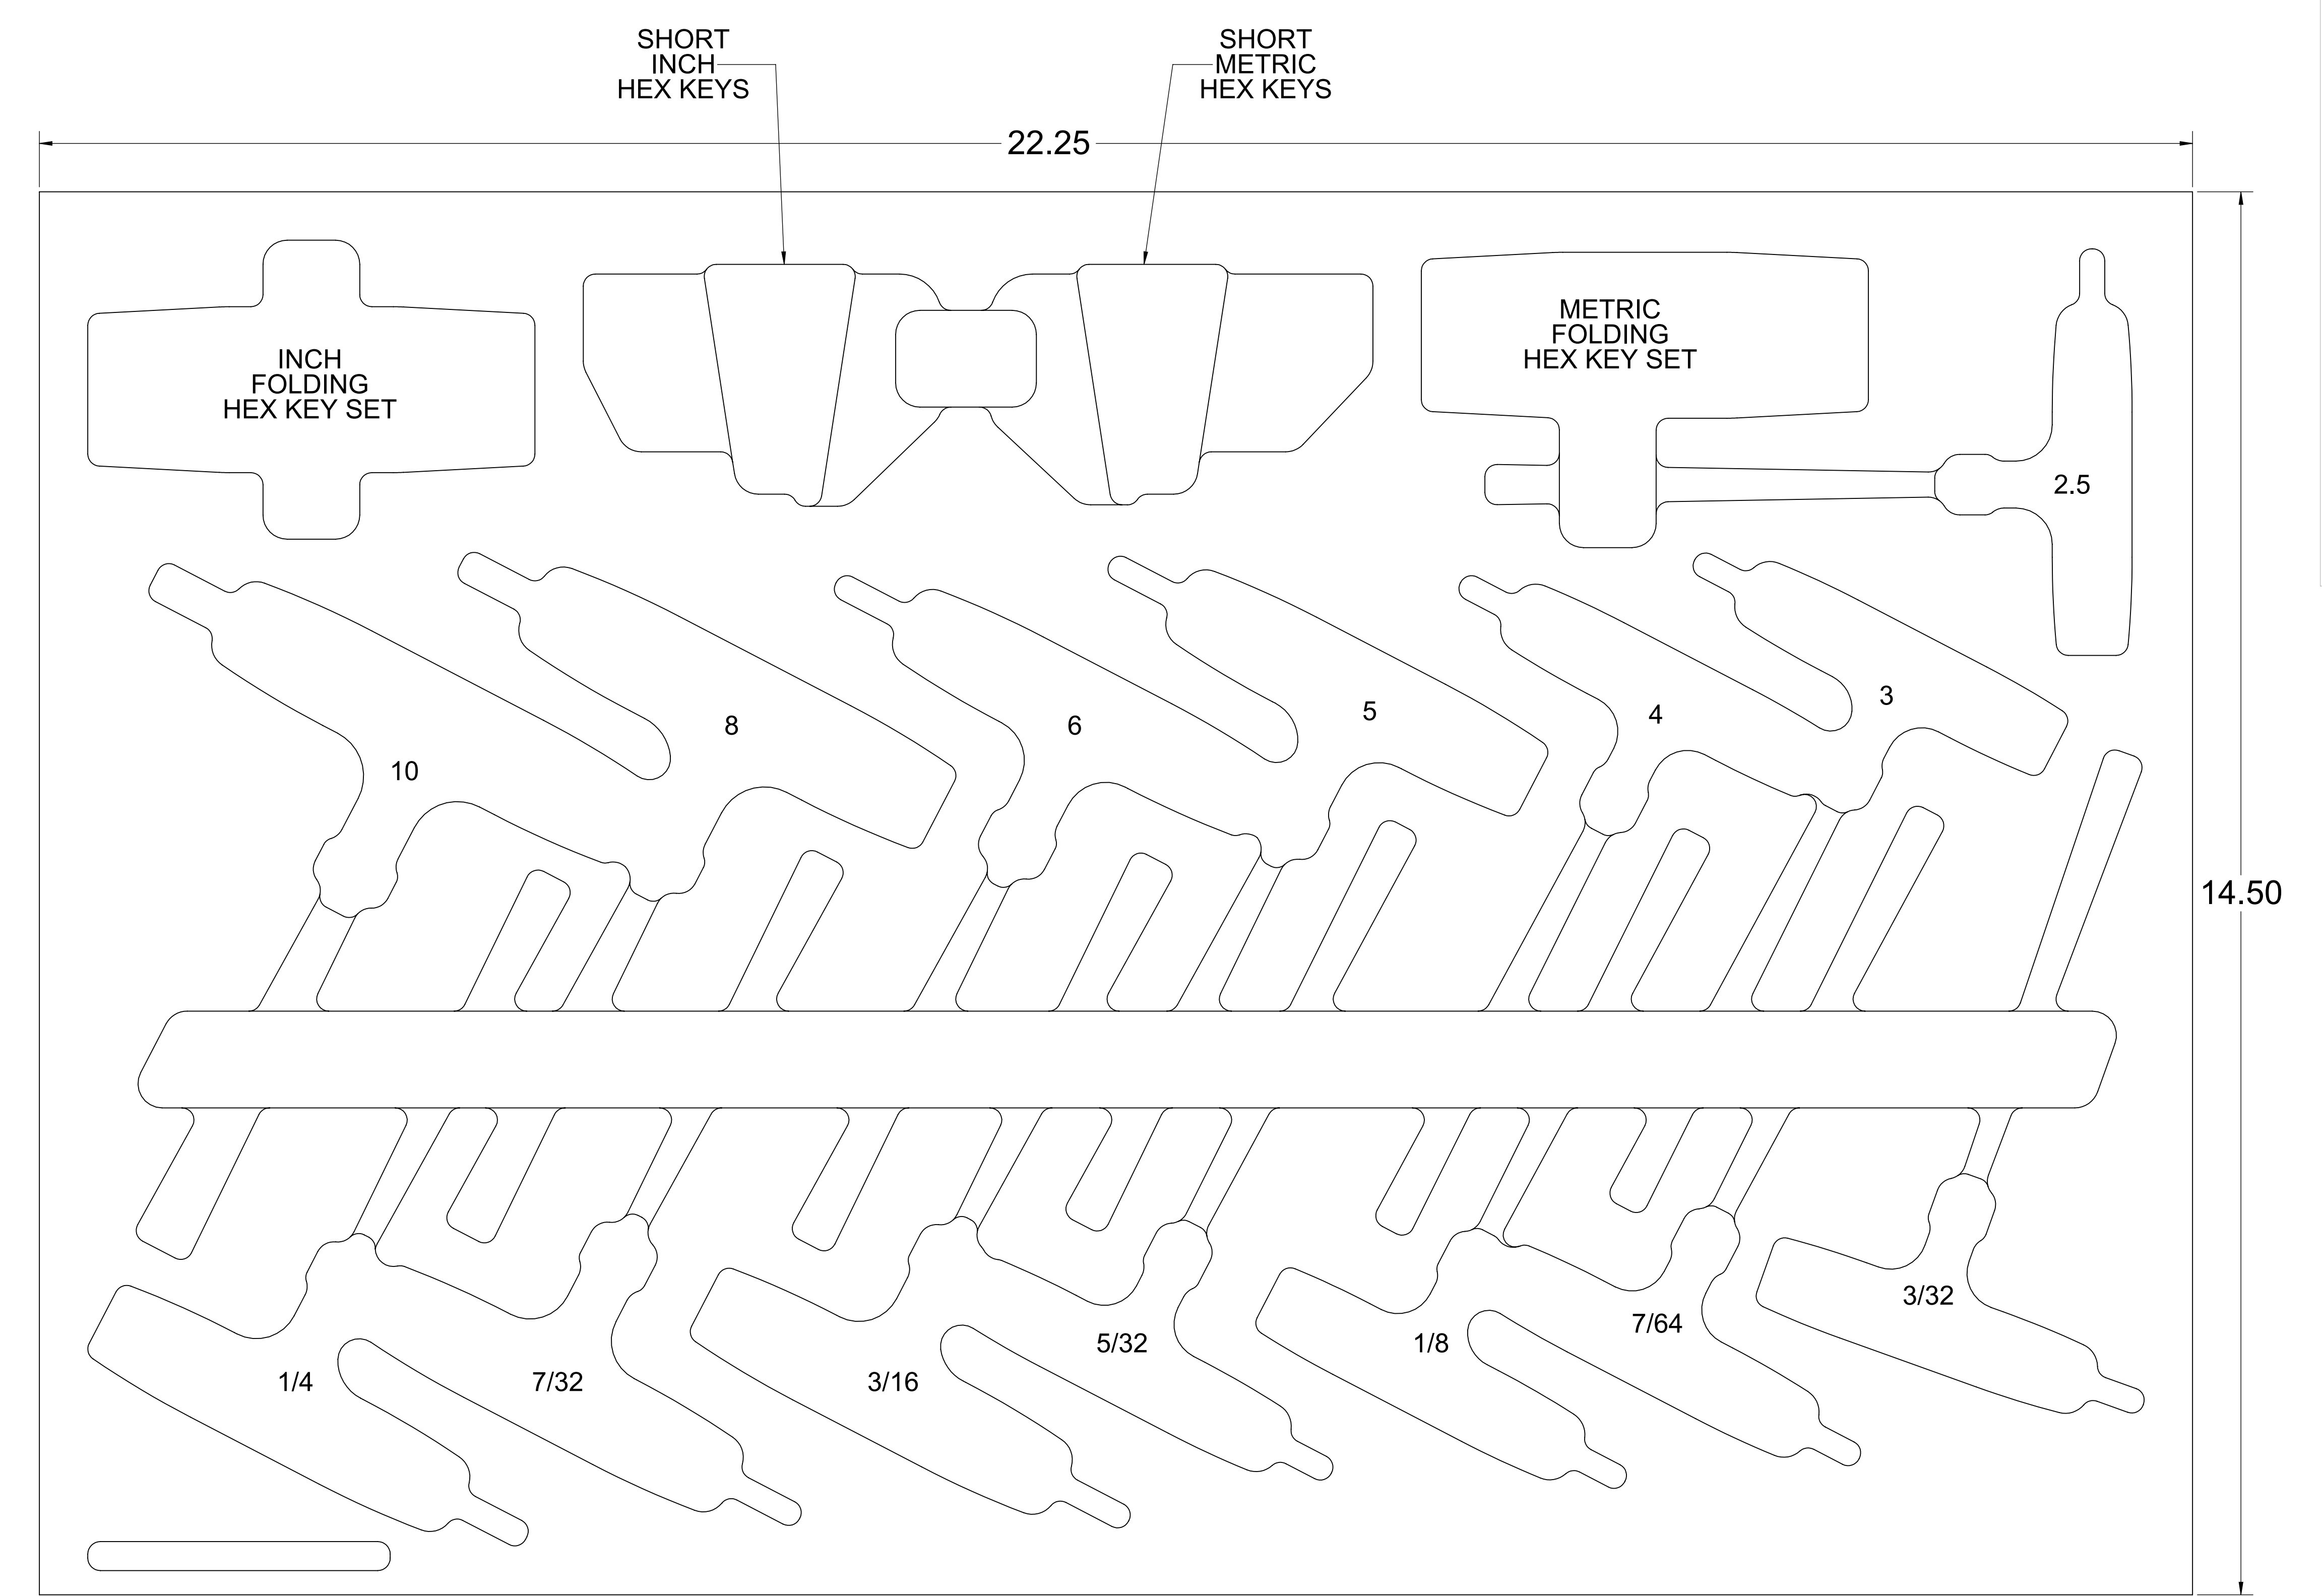 SHORT
INCH
HEX KEYS
SHORT
METRIC
HEX KEYS
22.25
INCH
FOLDING
HEX KEY SET
METRIC
FOLDING
HEX KEY SET
2.5
10
8
6
5
4
3
14.50
1/4
7/32
3/16
5/32
1/8
7/64
3/32